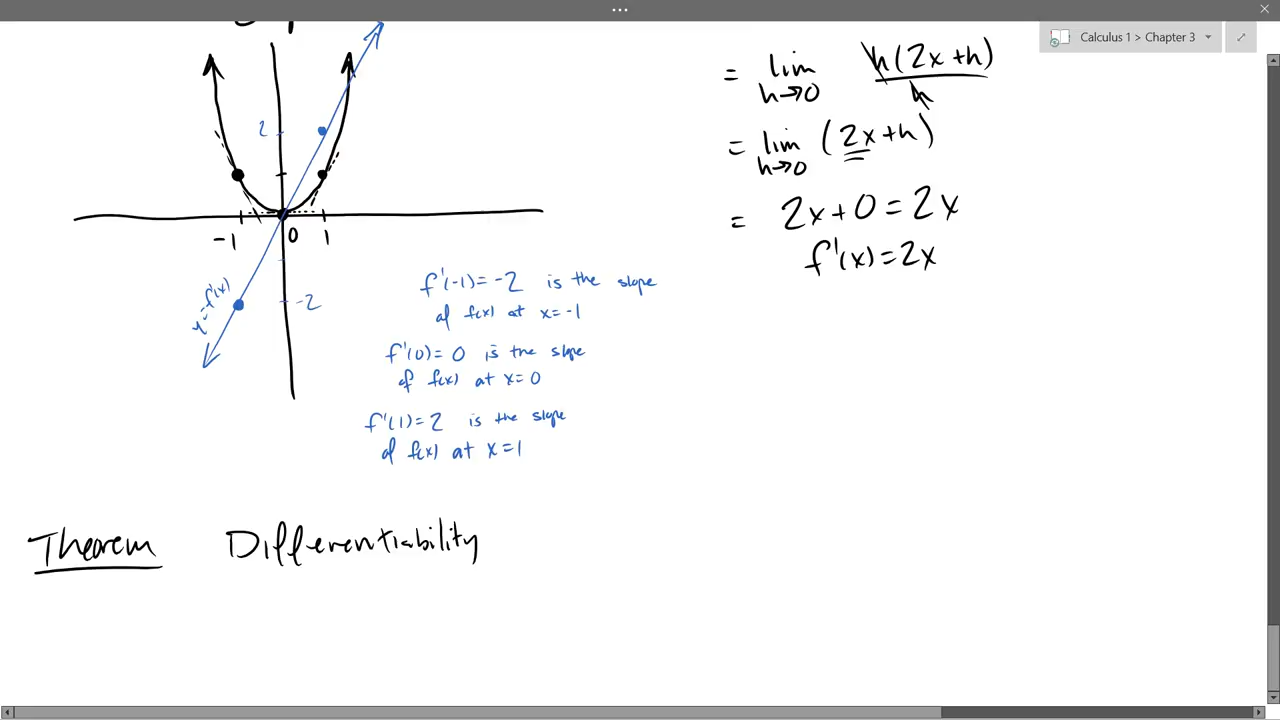 Calculus 1 > Chapter 3
= lim h→0 h(2x+h)/h
= lim h→0 (2x+h)
= 2x+0=2x
f'(x)=2x
2
-1 0 1
-2
y=f'(x)
f'(-1)=-2 is the slope
of f(x) at x=-1
f'(0)=0 is the slope
of f(x) at x=0
f'(1)=2 is the slope
of f(x) at x=1
Theorem Differentiability